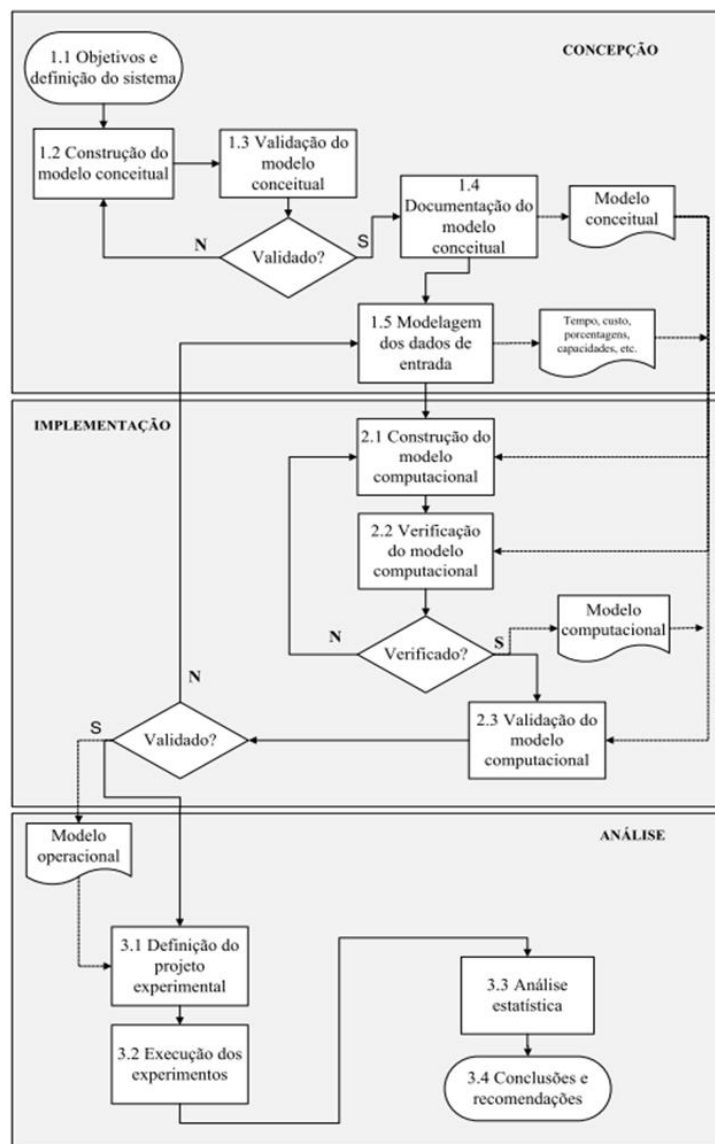 CONCEPÇÃO
1.1 Objetivos e
definição do sistema
1.2 Construção do
modelo conceitual
1.3 Validação do
modelo
conceitual
Validado?
N
S
1.4
Documentação do
modelo
conceitual
Modelo
conceitual
1.5 Modelagem
dos dados de
entrada
Tempo, custo,
porcentagens,
capacidades, etc.
IMPLEMENTAÇÃO
2.1 Construção do
modelo
computacional
2.2 Verificação
do modelo
computacional
Verificado?
N
S
Modelo
computacional
2.3 Validação do
modelo
computacional
Validado?
N
S
ANÁLISE
Modelo
operacional
3.1 Definição do
projeto
experimental
3.2 Execução dos
experimentos
3.3 Análise
estatística
3.4 Conclusões e
recomendações